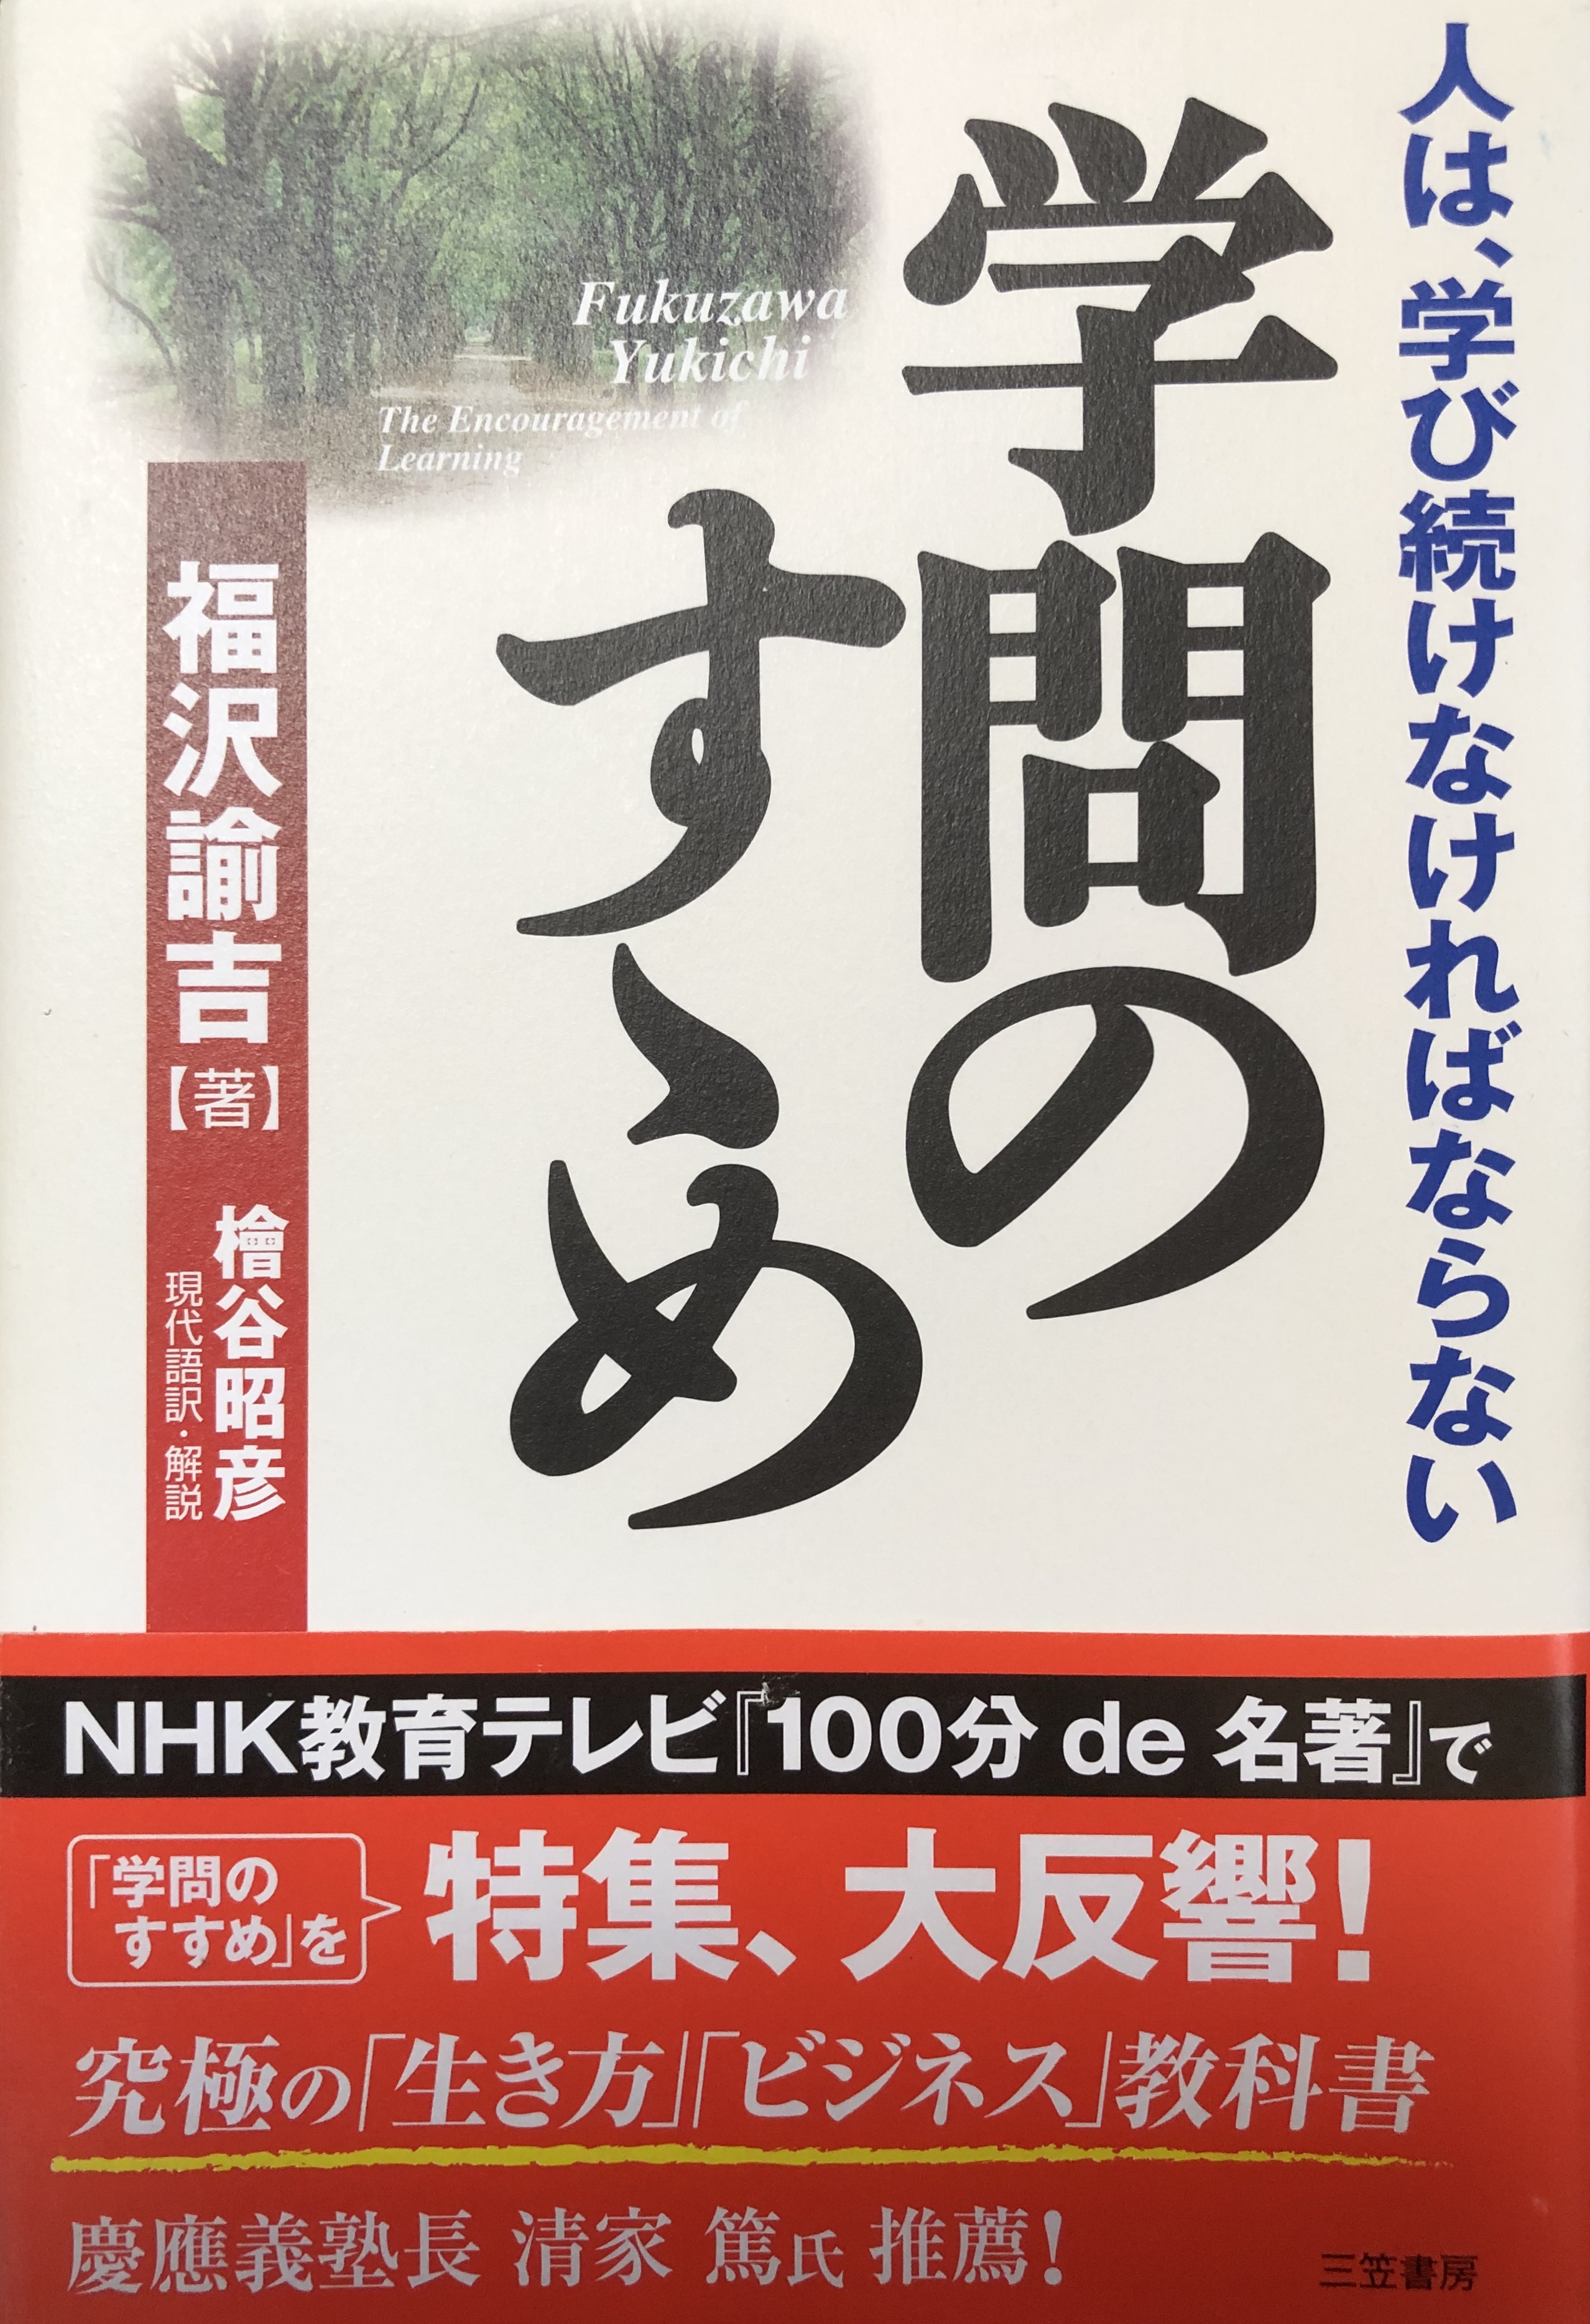 人は、学び続けなければならない
学問の
すゝめ
Fukuzawa
Yukichi
The Encouragement of
Learning
福沢諭吉【著】
檜谷昭彦
現代語訳・解説
NHK教育テレビ『100分 de 名著』で
「学問の
すすめ」を
特集、大反響!
究極の「生き方」「ビジネス」教科書
慶應義塾長 清家 篤氏 推薦!
三笠書房